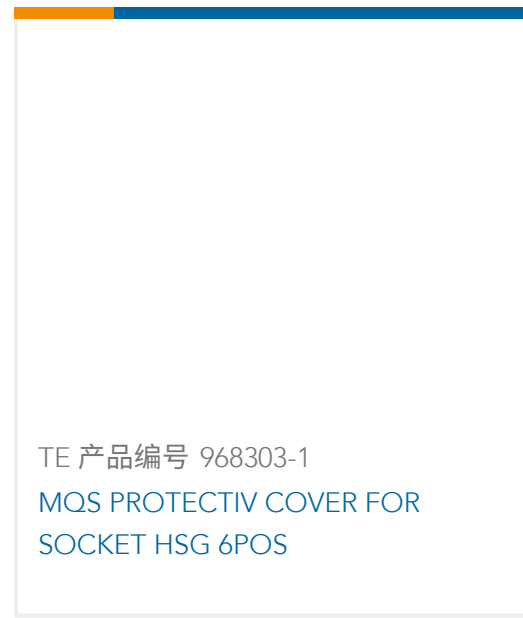 TE 产品编号 968303-1
MQS PROTECTIV COVER FOR
SOCKET HSG 6POS